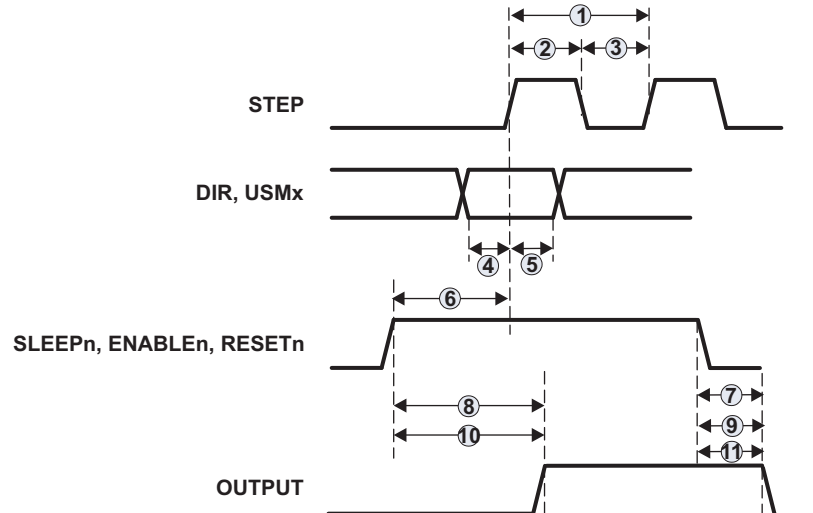 1
2 3
STEP
DIR, USMx
4 5
6
SLEEPn, ENABLEn, RESETn
8 7
10 9
11
OUTPUT